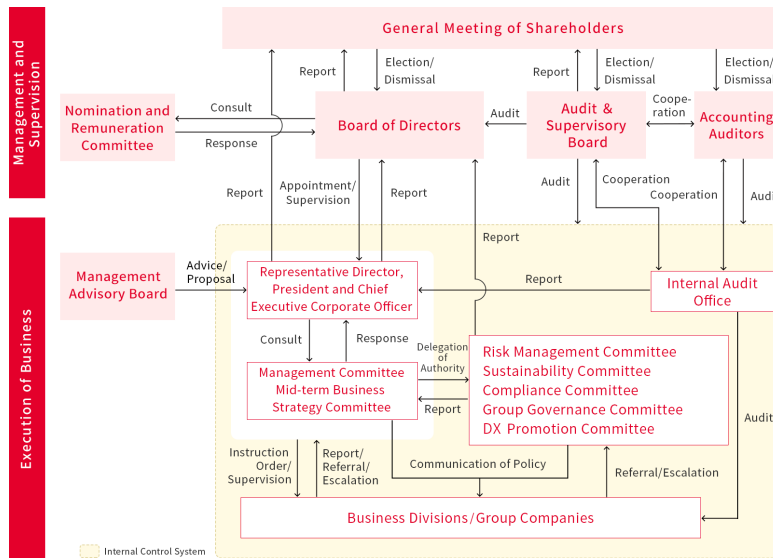 Management and
Supervision
General Meeting of Shareholders
Report
Election/
Dismissal
Report
Election/
Dismissal
Election/
Dismissal
Nomination and
Remuneration
Committee
Consult
Response
Board of Directors
Audit
Audit &
Supervisory
Board
Coope-
ration
Accounting
Auditors
Report
Appointment/
Supervision
Report
Audit
Cooperation
Cooperation
Audit
Report
Execution of Business
Management
Advisory Board
Advice/
Proposal
Representative Director,
President and Chief
Executive Corporate Officer
Report
Internal Audit
Office
Consult
Response
Delegation
of
Authority
Management Committee
Mid-term Business
Strategy Committee
Report
Risk Management Committee
Sustainability Committee
Compliance Committee
Group Governance Committee
DX Promotion Committee
Audit
Instruction
Order/
Supervision
Report/
Referral/
Escalation
Communication of Policy
Referral/Escalation
Business Divisions/Group Companies
Internal Control System